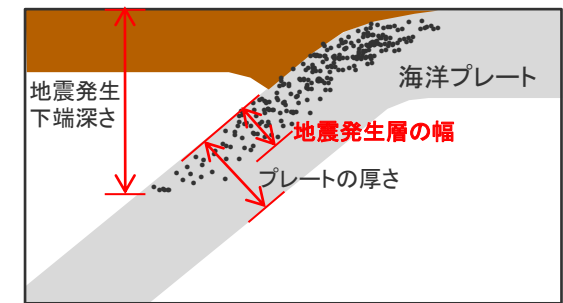 地震発生
下端深さ
海洋プレート
地震発生層の幅
プレートの厚さ